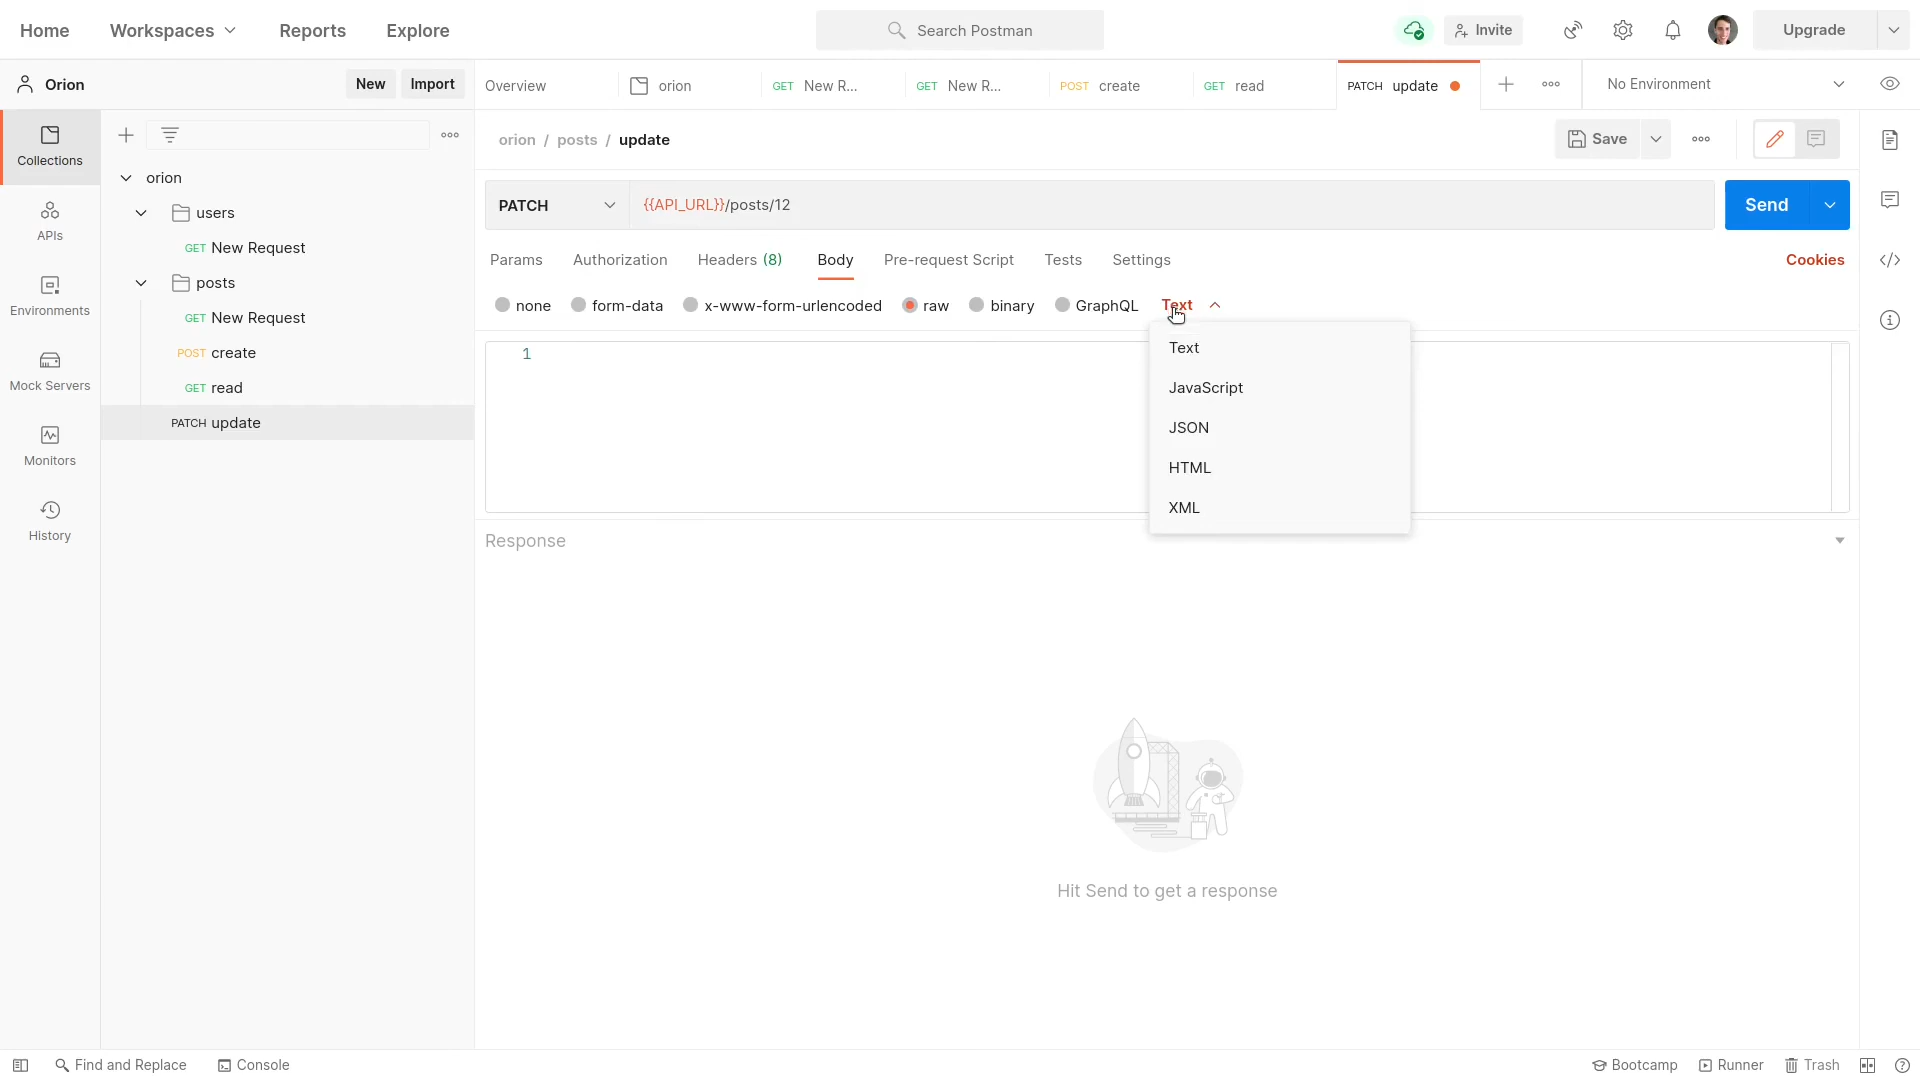 Home Workspaces Reports Explore Search Postman Invite Upgrade
Orion New Import Overview orion GET New R... GET New R... POST create GET read PATCH update No Environment
Collections
APIs
Environments
Mock Servers
Monitors
History
orion
users
GET New Request
posts
GET New Request
POST create
GET read
PATCH update
orion / posts / update Save
PATCH {{API_URL}}/posts/12 Send
Params Authorization Headers (8) Body Pre-request Script Tests Settings Cookies
none form-data x-www-form-urlencoded raw binary GraphQL Text
1
Text
JavaScript
JSON
HTML
XML
Response
Hit Send to get a response
Find and Replace Console Bootcamp Runner Trash